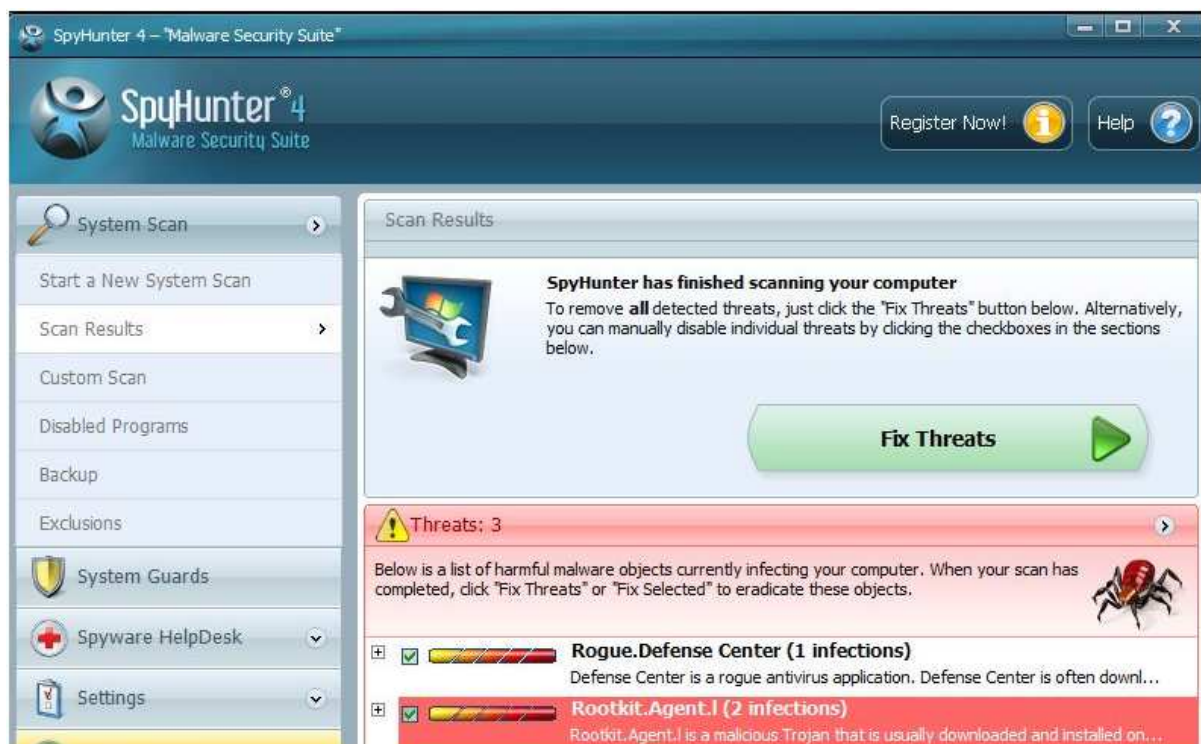 SpyHunter 4 – "Malware Security Suite"
SpyHunter®4
Malware Security Suite
Register Now!
Help
System Scan
Start a New System Scan
Scan Results
Custom Scan
Disabled Programs
Backup
Exclusions
System Guards
Spyware HelpDesk
Settings
Scan Results
SpyHunter has finished scanning your computer
To remove all detected threats, just click the "Fix Threats" button below. Alternatively,
you can manually disable individual threats by clicking the checkboxes in the sections
below.
Fix Threats
Threats: 3
Below is a list of harmful malware objects currently infecting your computer. When your scan has
completed, click "Fix Threats" or "Fix Selected" to eradicate these objects.
Rogue.Defense Center (1 infections)
Defense Center is a rogue antivirus application. Defense Center is often downl...
Rootkit.Agent.l (2 infections)
Rootkit.Agent.l is a malicious Trojan that is usually downloaded and installed on...